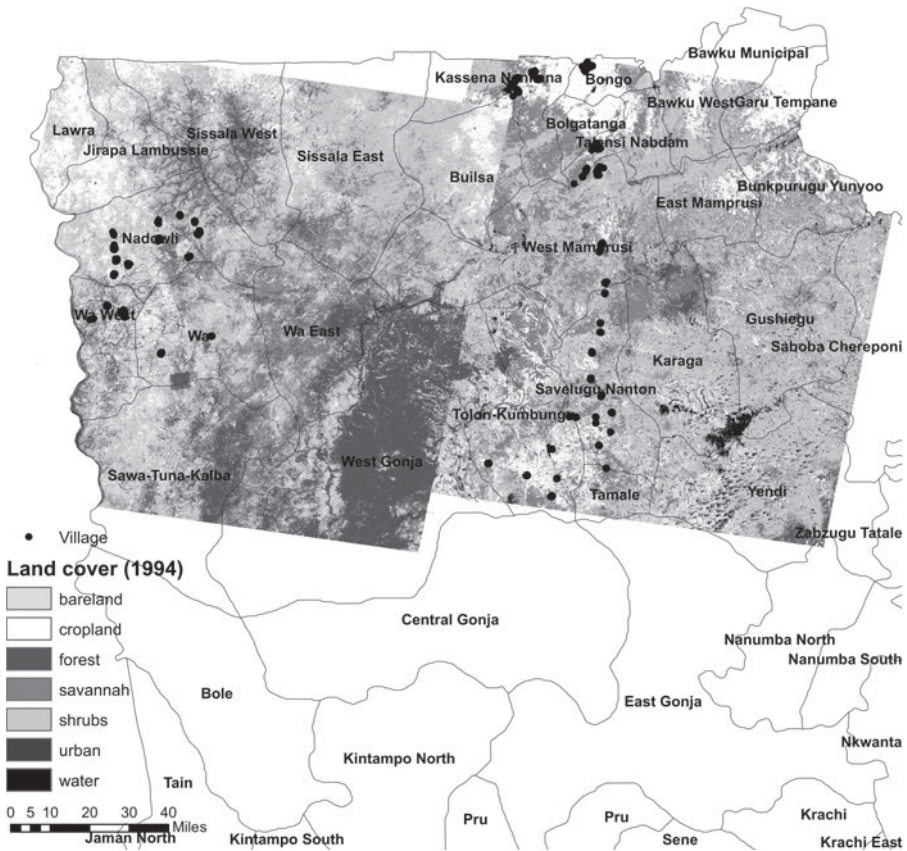 Bawku Municipal
Kassena Nankana
Bongo
Bawku West
Garu Tempane
Lawra
Sissala West
Bolgatanga
Jirapa Lambussie
Sissala East
Talensi Nabdam
Builsa
Bunkpurugu Yunyoo
East Mamprusi
Nadowli
West Mamprusi
Wa West
Wa
Wa East
Gushiegu
Karaga
Saboba Chereponi
Savelugu Nanton
Tolon-Kumbungu
West Gonja
Sawa-Tuna-Kalba
Tamale
Yendi
Zabzugu Tatale
Village
Land cover (1994)
bareland
cropland
forest
savannah
shrubs
urban
water
Central Gonja
Nanumba North
Nanumba South
Bole
East Gonja
Kintampo North
Nkwanta
Tain
0 5 10 20 30 40
Miles
Jaman North
Kintampo South
Pru
Pru
Sene
Krachi
Krachi East